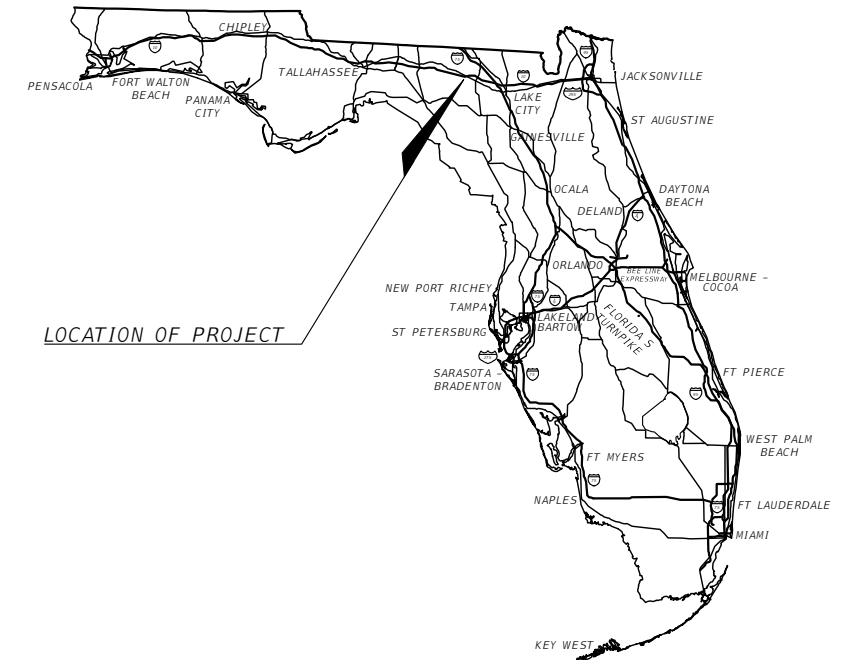 CHIPLEY
TALLAHASSEE
PENSACOLA
FORT WALTON
BEACH
PANAMA
CITY
JACKSONVILLE
LAKE
CITY
ST AUGUSTINE
GAINESVILLE
OCALA
DAYTONA
BEACH
DELAND
ORLANDO
BEE LINE
EXPRESSWAY
MELBOURNE –
COCOA
NEW PORT RICHEY
TAMPA
LAKELAND
BARTOW
FLORIDA S
TURNPIKE
ST PETERSBURG
LOCATION OF PROJECT
SARASOTA –
BRADENTON
FT PIERCE
WEST PALM
BEACH
FT MYERS
NAPLES
FT LAUDERDALE
MIAMI
KEY WEST